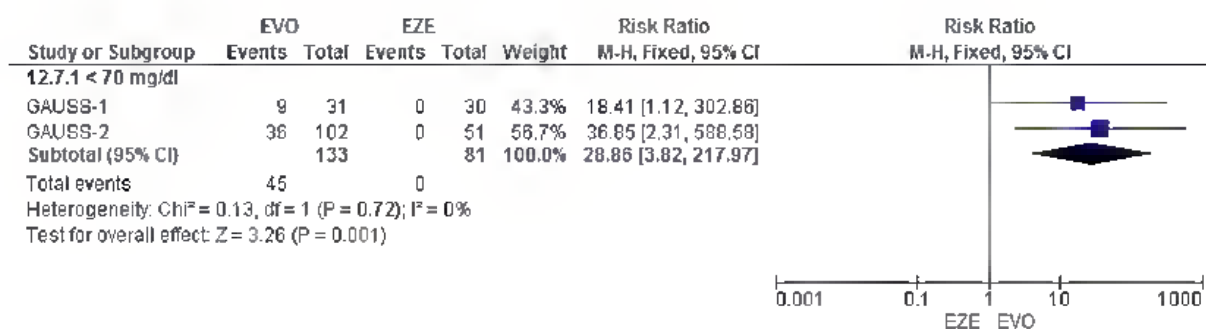 EVO EZE Risk Ratio Risk Ratio
Study or Subgroup Events Total Events Total Weight M-H, Fixed, 95% CI M-H, Fixed, 95% CI
12.7.1 < 70 mg/dl
GAUSS-1 9 31 0 30 43.3% 18.41 [1.12, 302.86]
GAUSS-2 36 102 0 51 56.7% 36.85 [2.31, 588.58]
Subtotal (95% CI) 133 81 100.0% 28.86 [3.82, 217.97]
Total events 45 0
Heterogeneity: Chi² = 0.13, df = 1 (P = 0.72); I² = 0%
Test for overall effect: Z = 3.26 (P = 0.001)
0.001 0.1 1 10 1000
EZE EVO